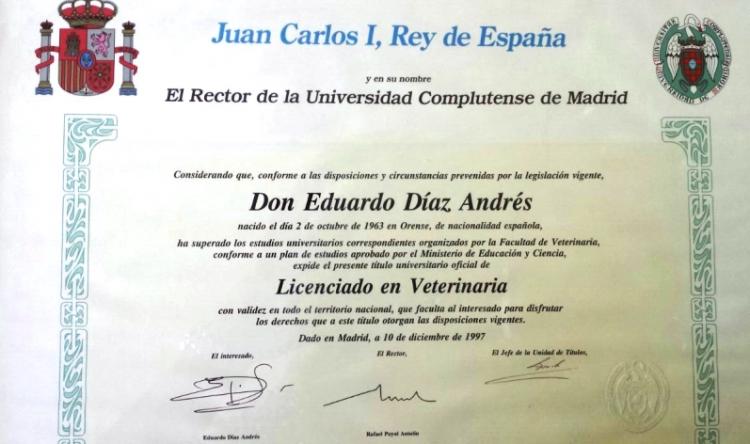 Juan Carlos I, Rey de España
y en su nombre
El Rector de la Universidad Complutense de Madrid
Considerando que, conforme a las disposiciones y circunstancias prevenidas por la legislación vigente,
Don Eduardo Díaz Andrés
nacido el día 2 de octubre de 1963 en Orense, de nacionalidad española,
ha superado los estudios universitarios correspondientes organizados por la Facultad de Veterinaria,
conforme a un plan de estudios aprobado por el Ministerio de Educación y Ciencia,
expide el presente título universitario oficial de
Licenciado en Veterinaria
con validez en todo el territorio nacional, que faculta al interesado para disfrutar
los derechos que a este título otorgan las disposiciones vigentes.
Dado en Madrid, a 10 de diciembre de 1997
El interesado, El Rector, El Jefe de la Unidad de Títulos,
Eduardo Díaz Andrés Rafael Puyol